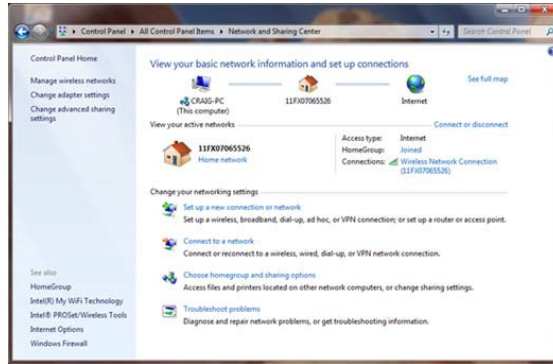 Control Panel ▸ All Control Panel Items ▸ Network and Sharing Center
Search Control Panel
Control Panel Home
Manage wireless networks
Change adapter settings
Change advanced sharing
settings
See also
HomeGroup
Intel(R) My WiFi Technology
Intel® PROSet/Wireless Tools
Internet Options
Windows Firewall
View your basic network information and set up connections
See full map
CRAIG-PC
(This computer)
11FX07065526
Internet
View your active networks
Connect or disconnect
11FX07065526
Home network
Access type: Internet
HomeGroup: Joined
Connections: Wireless Network Connection
(11FX07065526)
Change your networking settings
Set up a new connection or network
Set up a wireless, broadband, dial-up, ad hoc, or VPN connection; or set up a router or access point.
Connect to a network
Connect or reconnect to a wireless, wired, dial-up, or VPN network connection.
Choose homegroup and sharing options
Access files and printers located on other network computers, or change sharing settings.
Troubleshoot problems
Diagnose and repair network problems, or get troubleshooting information.